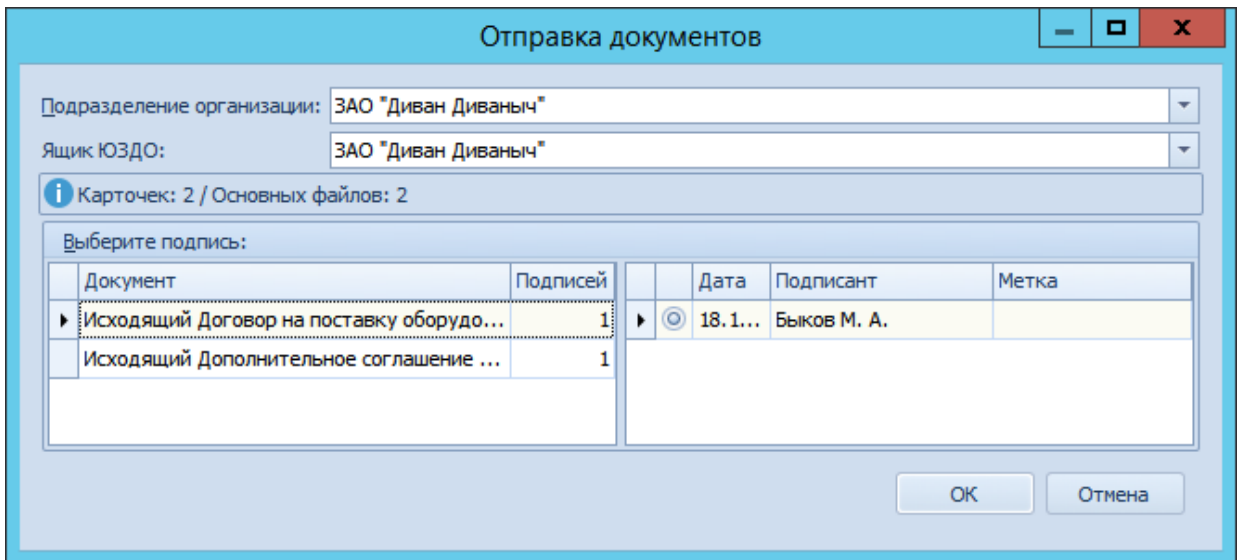 Отправка документов
Подразделение организации: ЗАО "Диван Диваныч"
Ящик ЮЗДО: ЗАО "Диван Диваныч"
Карточек: 2 / Основных файлов: 2
Выберите подпись:
Документ Подписей Дата Подписант Метка
Исходящий Договор на поставку оборудо... 1 18.1... Быков М. А.
Исходящий Дополнительное соглашение ... 1
ОК Отмена